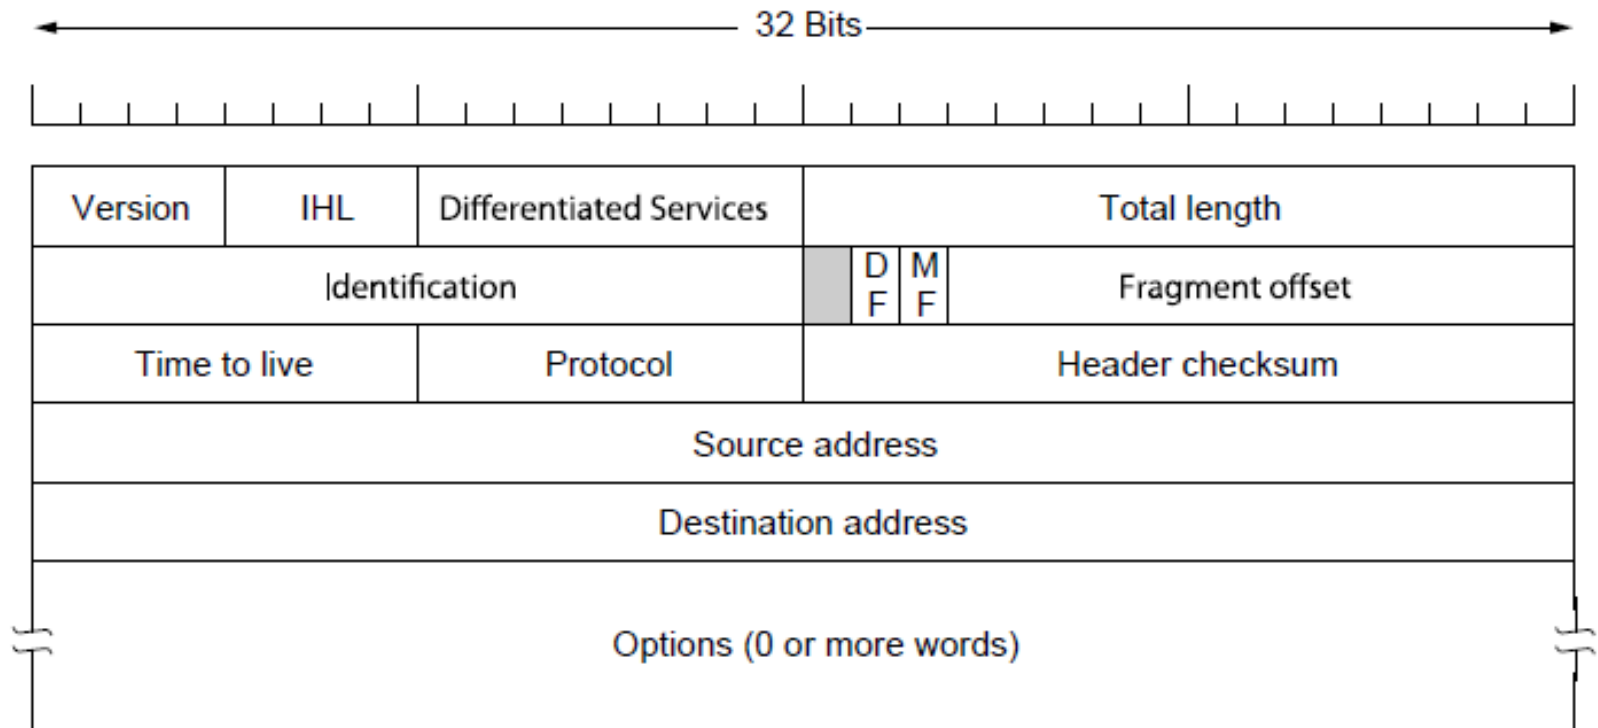 32 Bits
Version IHL Differentiated Services Total length
Identification D F M F Fragment offset
Time to live Protocol Header checksum
Source address
Destination address
Options (0 or more words)